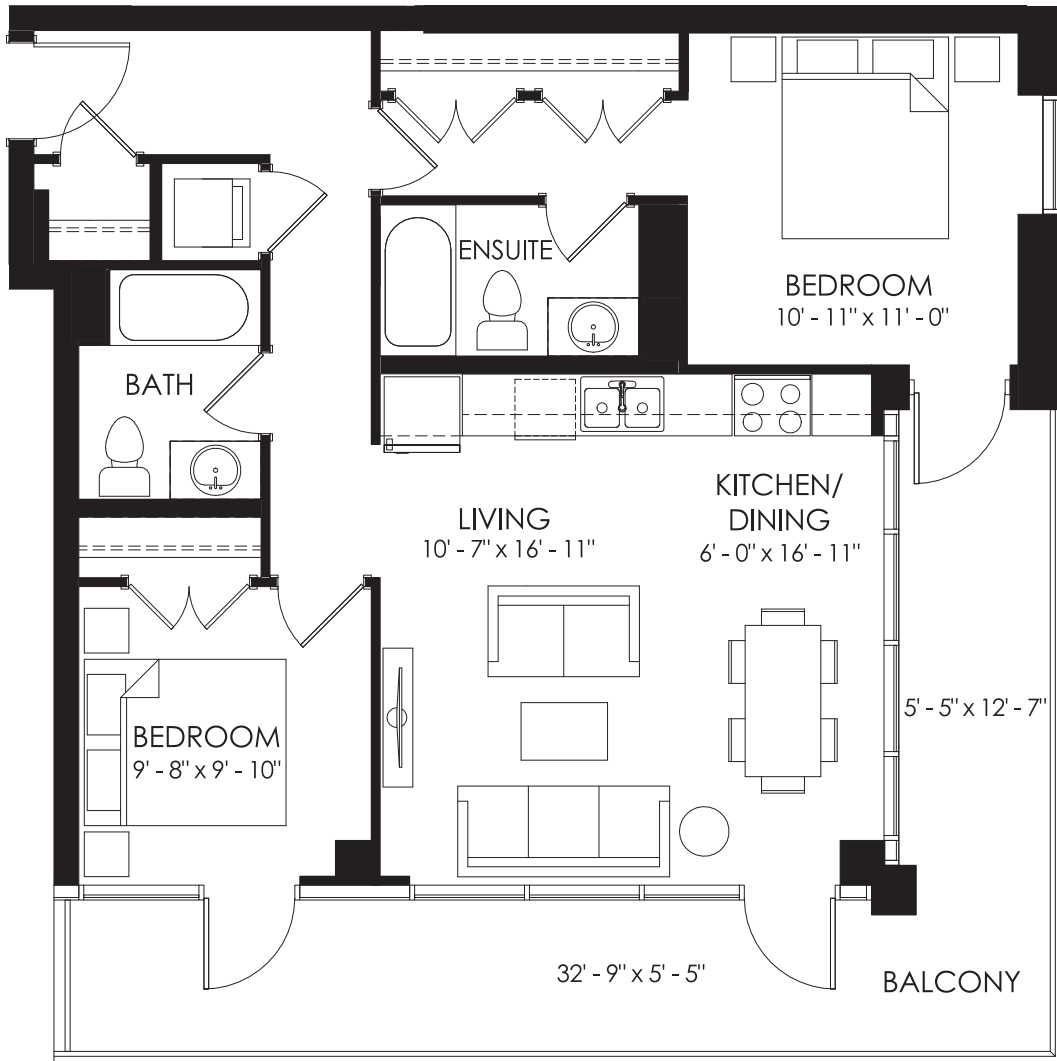 ENSUITE
BEDROOM
10' - 11" x 11' - 0"
BATH
LIVING
10' - 7" x 16' - 11"
KITCHEN/
DINING
6' - 0" x 16' - 11"
BEDROOM
9' - 8" x 9' - 10"
5' - 5" x 12' - 7"
32' - 9" x 5' - 5"
BALCONY